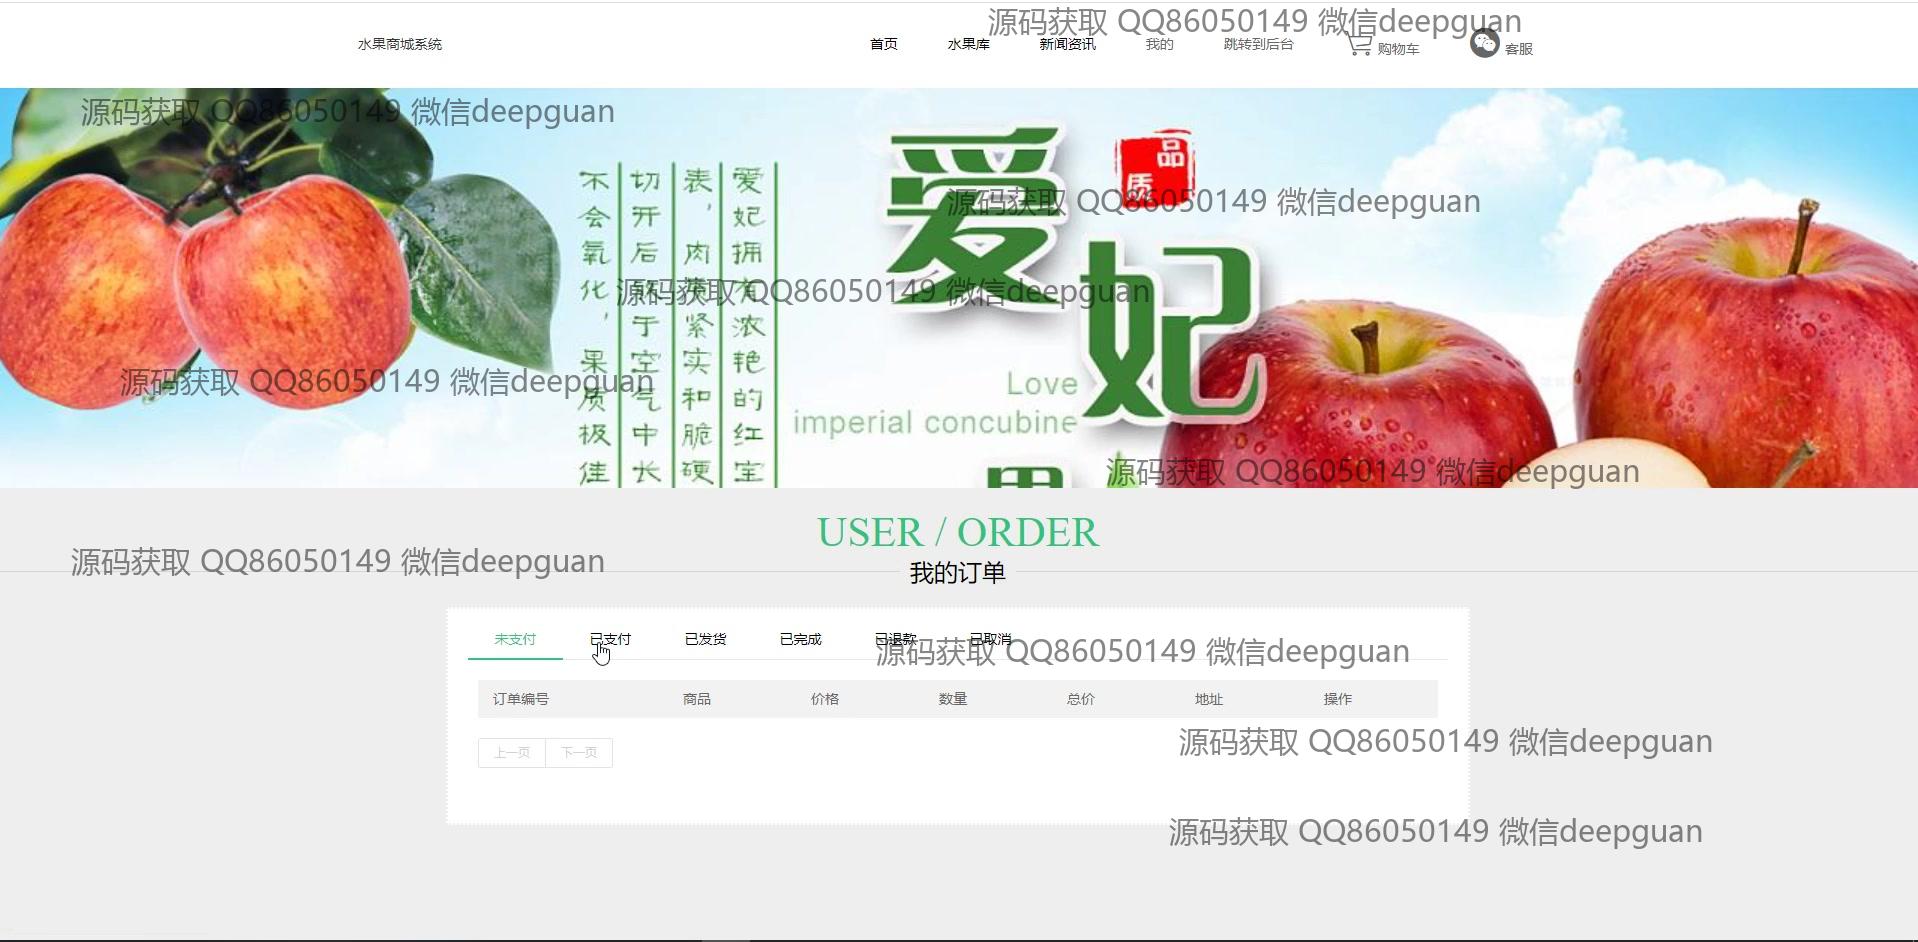 源码获取 QQ86050149 微信deepguan
水果商城系统 首页 水果库 新闻资讯 我的 跳转到后台 购物车 客服
源码获取 QQ86050149 微信deepguan
爱妃
品质
源码获取 QQ86050149 微信deepguan
爱妃拥有浓艳的红宝
表，肉质紧实和脆硬
切开后 于空气中长
不会氧化，果质极佳
源码获取 QQ86050149 微信deepguan
Love
imperial concubine
源码获取 QQ86050149 微信deepguan
源码获取 QQ86050149 微信deepguan
USER / ORDER
源码获取 QQ86050149 微信deepguan
我的订单
未支付 已支付 已发货 已完成 已退款 已取消
源码获取 QQ86050149 微信deepguan
订单编号 商品 价格 数量 总价 地址 操作
源码获取 QQ86050149 微信deepguan
上一页 下一页
源码获取 QQ86050149 微信deepguan